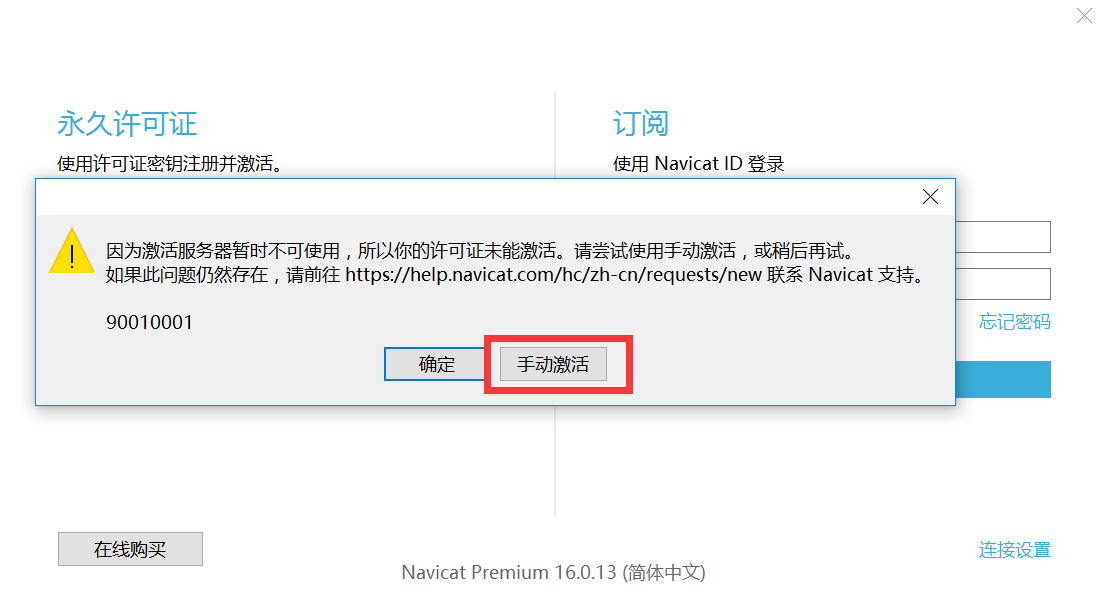 永久许可证
使用许可证密钥注册并激活。
订阅
使用 Navicat ID 登录
因为激活服务器暂时不可使用，所以你的许可证未能激活。请尝试使用手动激活，或稍后再试。
如果此问题仍然存在，请前往 https://help.navicat.com/hc/zh-cn/requests/new 联系 Navicat 支持。
90010001
确定
手动激活
忘记密码
在线购买
连接设置
Navicat Premium 16.0.13 (简体中文)